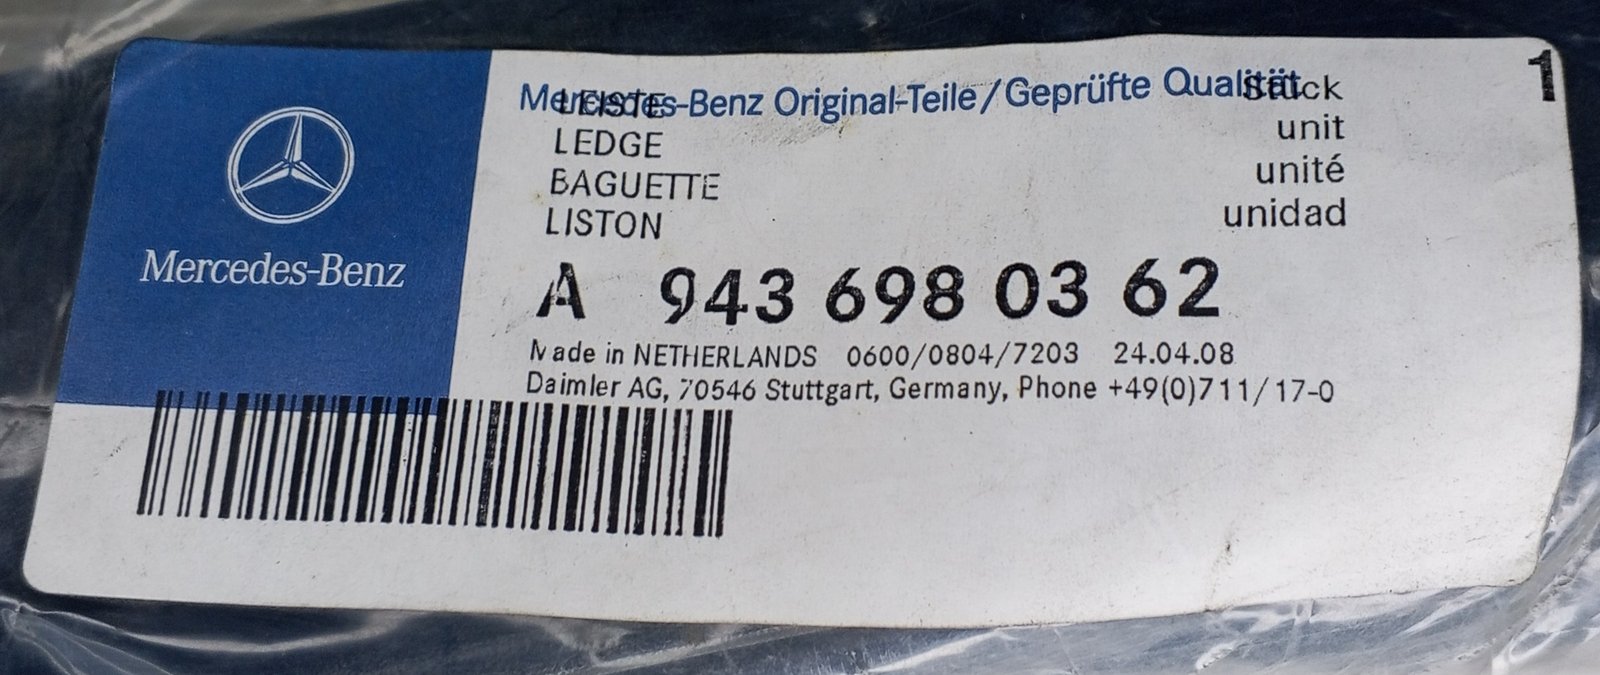 Mercedes-Benz
Mercedes-Benz Original-Teile/Geprüfte Qualität
LEISTE Stück 1
LEDGE unit
BAGUETTE unité
LISTON unidad
A 943 698 03 62
Made in NETHERLANDS 0600/0804/7203 24.04.08
Daimler AG, 70546 Stuttgart, Germany, Phone +49(0)711/17-0